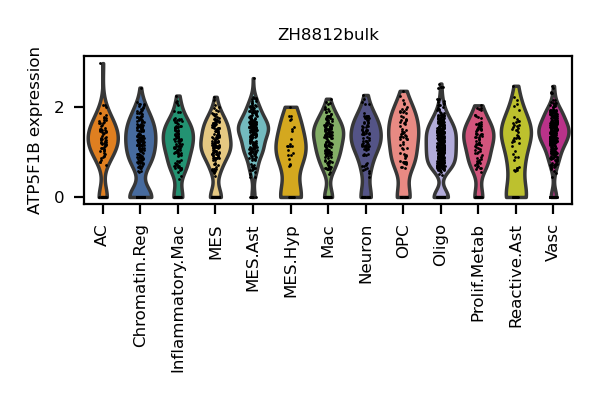 ZH8812bulk
ATP5F1B expression
2
0
AC
Chromatin.Reg
Inflammatory.Mac
MES
MES.Ast
MES.Hyp
Mac
Neuron
OPC
Oligo
Prolif.Metab
Reactive.Ast
Vasc